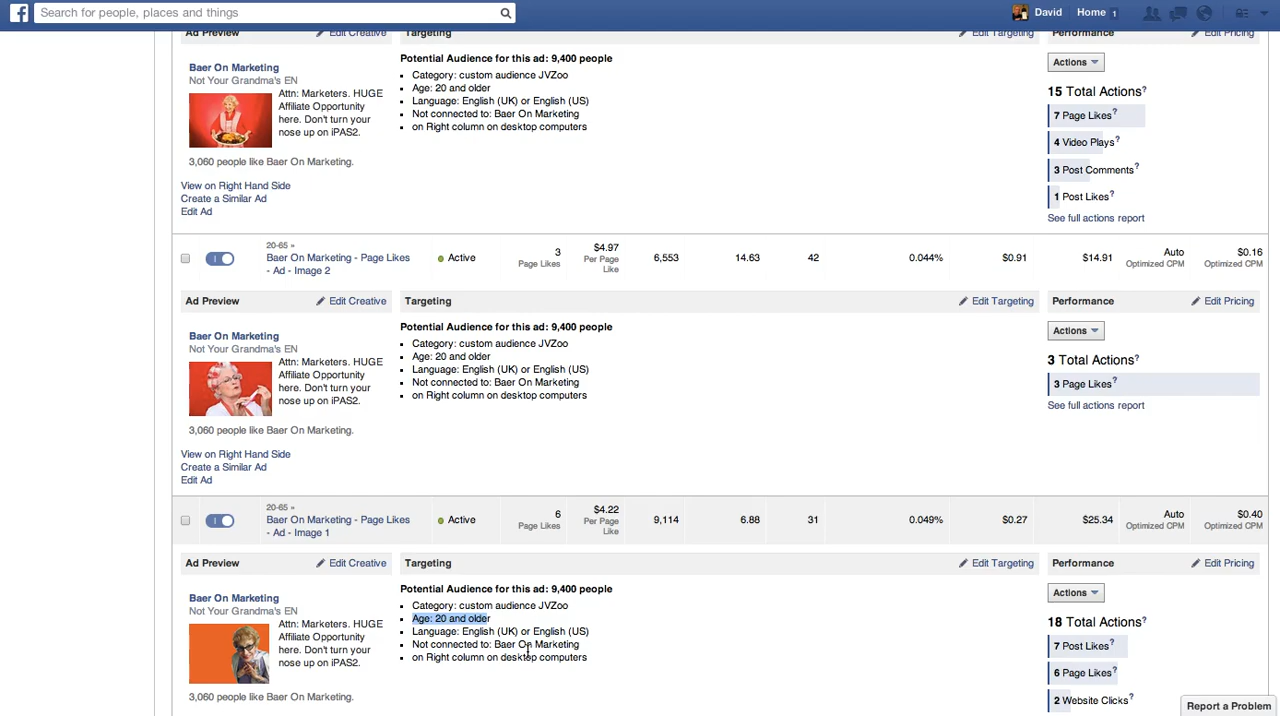 Search for people, places and things
David
Home 1
Ad Preview
Edit Creative
Targeting
Edit Targeting
Performance
Edit Pricing
Baer On Marketing
Not Your Grandma's EN
Attn: Marketers. HUGE
Affiliate Opportunity
here. Don't turn your
nose up on iPAS2.
3,060 people like Baer On Marketing.
View on Right Hand Side
Create a Similar Ad
Edit Ad
Potential Audience for this ad: 9,400 people
Category: custom audience JVZoo
Age: 20 and older
Language: English (UK) or English (US)
Not connected to: Baer On Marketing
on Right column on desktop computers
Actions
15 Total Actions?
7 Page Likes?
4 Video Plays?
3 Post Comments?
1 Post Likes?
See full actions report
20-65 »
Baer On Marketing - Page Likes
- Ad - Image 2
Active
3
Page Likes
$4.97
Per Page
Like
6,553
14.63
42
0.044%
$0.91
$14.91
Auto
Optimized CPM
$0.16
Optimized CPM
Ad Preview
Edit Creative
Targeting
Edit Targeting
Performance
Edit Pricing
Baer On Marketing
Not Your Grandma's EN
Attn: Marketers. HUGE
Affiliate Opportunity
here. Don't turn your
nose up on iPAS2.
3,060 people like Baer On Marketing.
View on Right Hand Side
Create a Similar Ad
Edit Ad
Potential Audience for this ad: 9,400 people
Category: custom audience JVZoo
Age: 20 and older
Language: English (UK) or English (US)
Not connected to: Baer On Marketing
on Right column on desktop computers
Actions
3 Total Actions?
3 Page Likes?
See full actions report
20-65 »
Baer On Marketing - Page Likes
- Ad - Image 1
Active
6
Page Likes
$4.22
Per Page
Like
9,114
6.88
31
0.049%
$0.27
$25.34
Auto
Optimized CPM
$0.40
Optimized CPM
Ad Preview
Edit Creative
Targeting
Edit Targeting
Performance
Edit Pricing
Baer On Marketing
Not Your Grandma's EN
Attn: Marketers. HUGE
Affiliate Opportunity
here. Don't turn your
nose up on iPAS2.
3,060 people like Baer On Marketing.
Potential Audience for this ad: 9,400 people
Category: custom audience JVZoo
Age: 20 and older
Language: English (UK) or English (US)
Not connected to: Baer On Marketing
on Right column on desktop computers
Actions
18 Total Actions?
7 Post Likes?
6 Page Likes?
2 Website Clicks?
Report a Problem